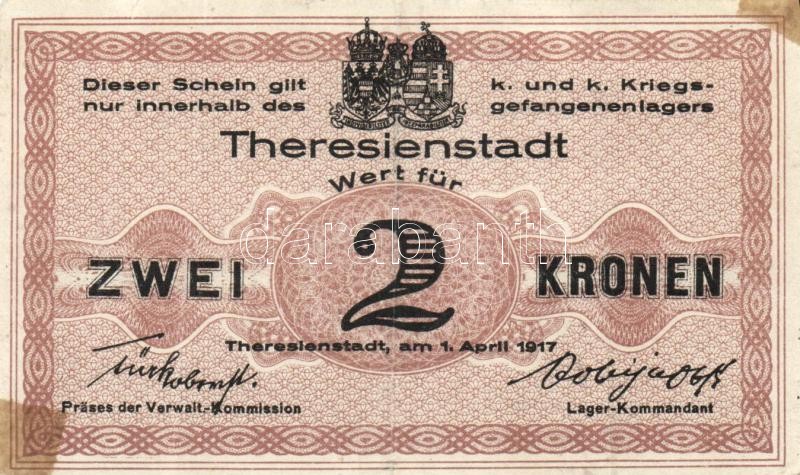 Dieser Schein gilt k. und k. Kriegs-
nur innerhalb des gefangenenlagers
Theresienstadt
Wert für
2
ZWEI KRONEN
darabanth
Theresienstadt, am 1. April 1917
Präses der Verwalt.-Kommission Lager-Kommandant